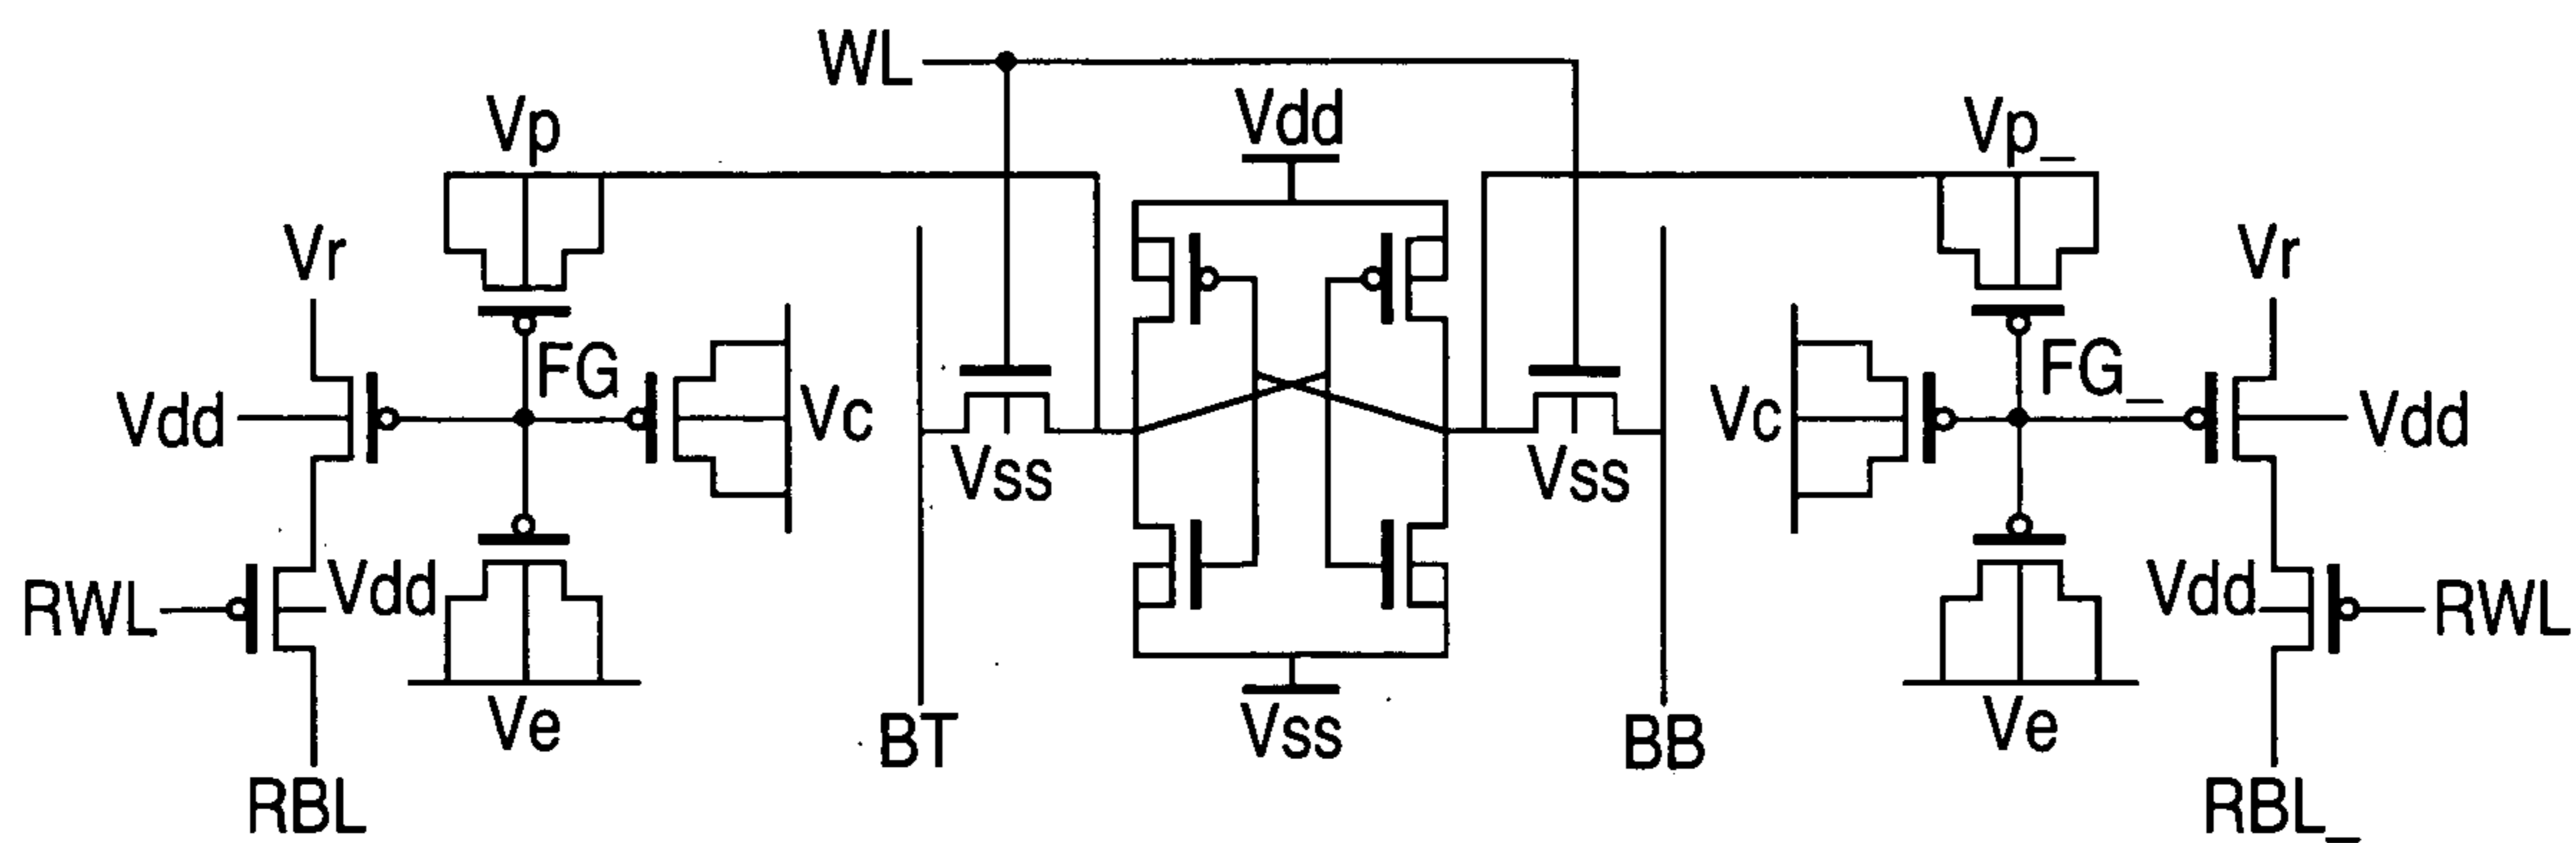 WL
Vdd
Vp
Vp_
Vr
Vr
FG
FG_
Vdd
Vc
Vc
Vdd
Vss
Vss
RWL
Vdd
Vdd
RWL
Ve
BT
Vss
BB
Ve
RBL
RBL_